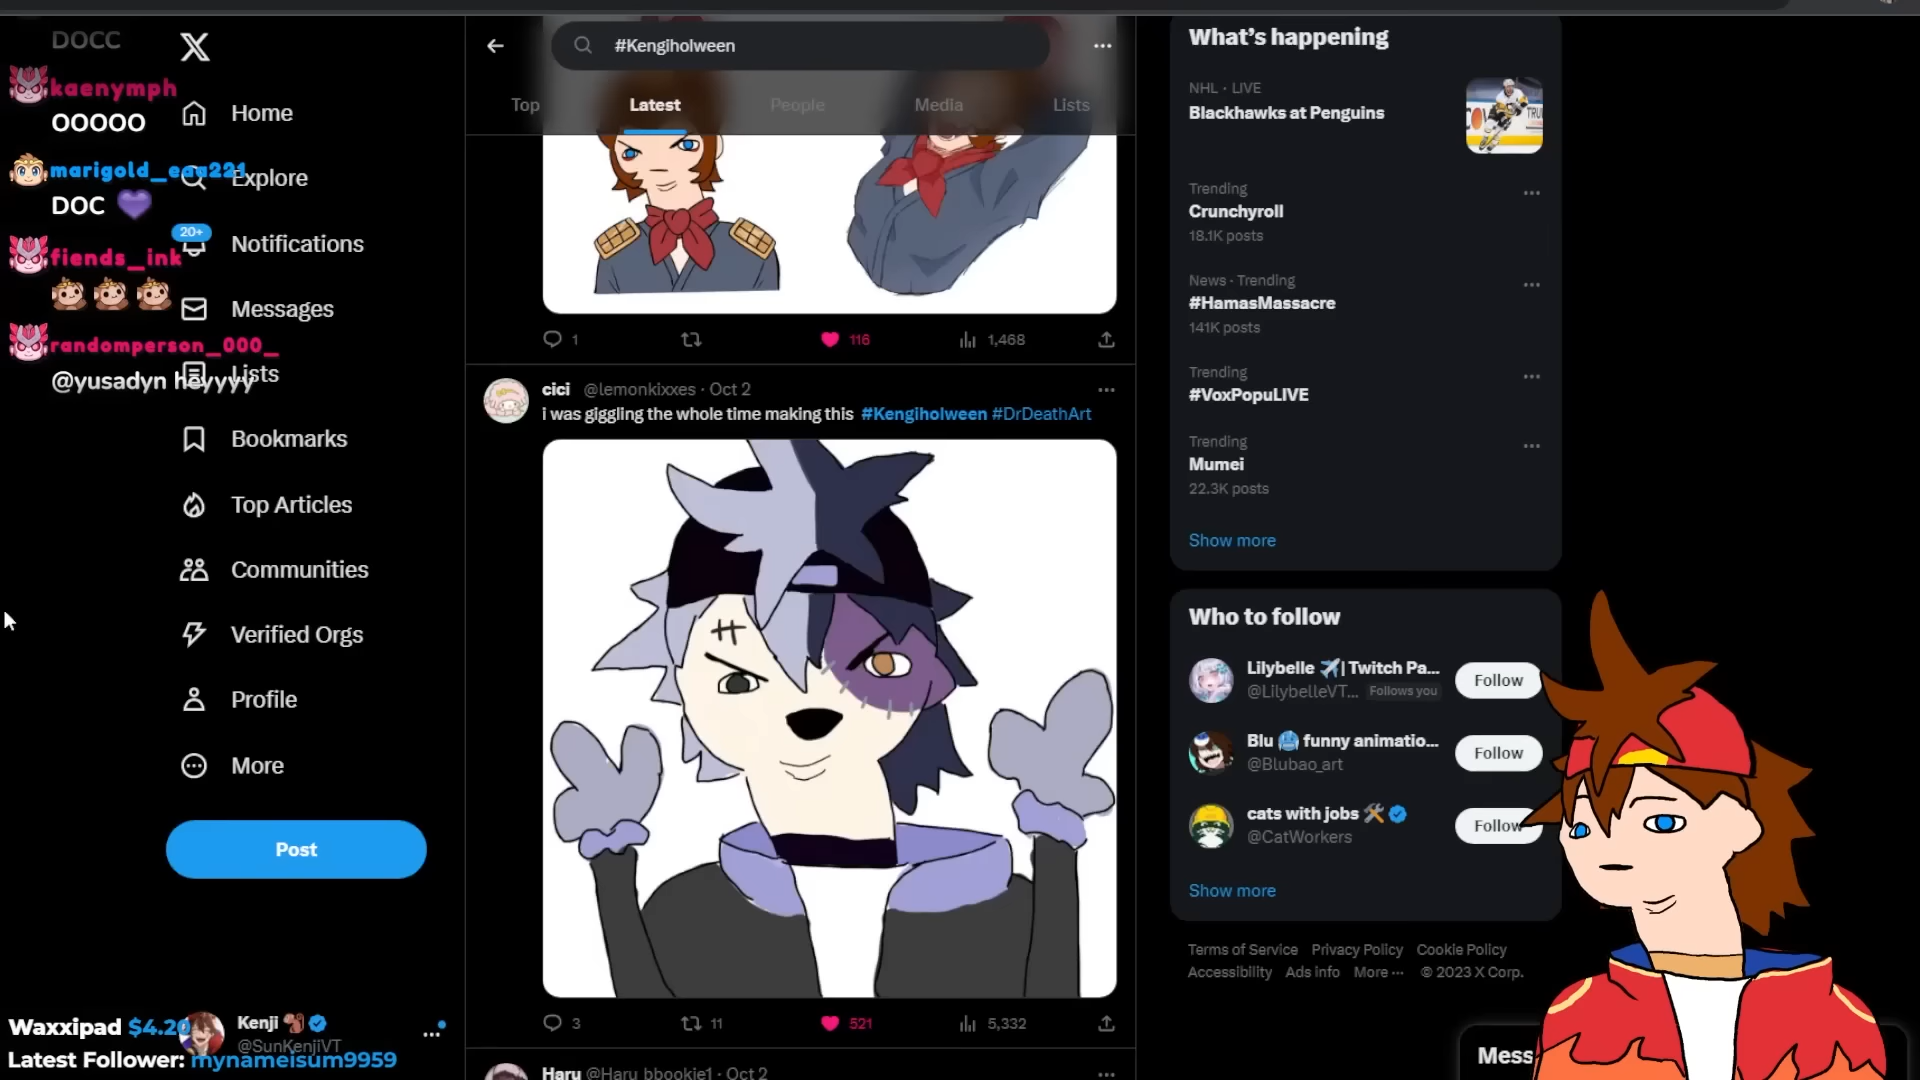 DOCC
kaenymph
OOOOO
marigold_eaa221
DOC
fiends_ink
randomperson_000_
@yusadyn heyyyy
Home
Explore
20+
Notifications
Messages
Lists
Bookmarks
Top Articles
Communities
Verified Orgs
Profile
More
Post
Waxxipad $4.20
Kenji
@SunKenjiVT
Latest Follower: mynameisum9959
#Kengiholween
Top
Latest
People
Media
Lists
1
116
1,468
cici @lemonkixxes · Oct 2
i was giggling the whole time making this #Kengiholween #DrDeathArt
3
11
521
5,332
Haru @Haru_bbookie1 · Oct 2
What's happening
NHL · LIVE
Blackhawks at Penguins
Trending
Crunchyroll
18.1K posts
News · Trending
#HamasMassacre
141K posts
Trending
#VoxPopuLIVE
Trending
Mumei
22.3K posts
Show more
Who to follow
Lilybelle ✈️| Twitch Pa...
@LilybelleVT... Follows you
Follow
Blu 🥶 funny animatio...
@Blubao_art
Follow
cats with jobs 🛠
@CatWorkers
Follow
Show more
Terms of Service Privacy Policy Cookie Policy
Accessibility Ads info More ··· © 2023 X Corp.
Mess